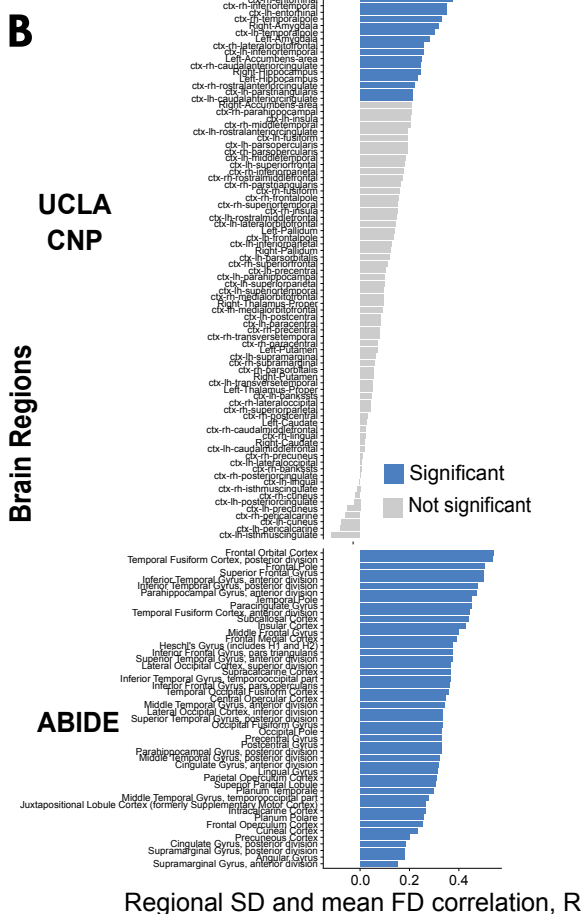 B
ctx-rh-inferiortemporal
ctx-lh-entorhinal
ctx-rh-temporalpole
Right-Amygdala
ctx-lh-temporalpole
Left-Amygdala
ctx-rh-lateralorbitofrontal
ctx-lh-inferiortemporal
Left-Accumbens-area
ctx-rh-caudalanteriorcingulate
Right-Hippocampus
Left-Hippocampus
ctx-rh-rostralanteriorcingulate
ctx-lh-parstriangularis
ctx-lh-caudalanteriorcingulate
Right-Accumbens-area
ctx-rh-parahippocampal
ctx-lh-insula
ctx-rh-middletemporal
ctx-lh-rostralanteriorcingulate
ctx-lh-fusiform
ctx-lh-parsopercularis
ctx-rh-parsopercularis
ctx-lh-middletemporal
ctx-lh-superiorfrontal
ctx-rh-inferiorparietal
ctx-rh-rostralmiddlefrontal
ctx-rh-parstriangularis
ctx-rh-fusiform
ctx-rh-frontalpole
ctx-rh-superiortemporal
ctx-rh-insula
ctx-lh-rostralmiddlefrontal
ctx-lh-lateralorbitofrontal
Left-Pallidum
ctx-lh-frontalpole
ctx-lh-inferiorparietal
Right-Pallidum
ctx-lh-parsorbitalis
ctx-rh-superiorfrontal
ctx-lh-precentral
ctx-lh-parahippocampal
ctx-lh-superiorparietal
ctx-lh-superiortemporal
ctx-rh-medialorbitofrontal
Right-Thalamus-Proper
ctx-lh-medialorbitofrontal
ctx-lh-postcentral
ctx-lh-paracentral
ctx-rh-precentral
ctx-rh-transversetemporal
ctx-rh-paracentral
Left-Putamen
ctx-lh-supramarginal
ctx-rh-supramarginal
ctx-rh-parsorbitalis
Right-Putamen
ctx-lh-transversetemporal
Left-Thalamus-Proper
ctx-lh-bankssts
ctx-rh-lateraloccipital
ctx-rh-superiorparietal
ctx-rh-postcentral
Left-Caudate
ctx-rh-caudalmiddlefrontal
ctx-rh-lingual
Right-Caudate
ctx-lh-caudalmiddlefrontal
ctx-rh-precuneus
ctx-lh-lateraloccipital
ctx-rh-bankssts
ctx-rh-posteriorcingulate
ctx-lh-lingual
ctx-rh-isthmuscingulate
ctx-rh-cuneus
ctx-lh-posteriorcingulate
ctx-lh-precuneus
ctx-rh-pericalcarine
ctx-lh-cuneus
ctx-lh-pericalcarine
ctx-lh-isthmuscingulate
UCLA
CNP
Brain Regions
Significant
Not significant
Frontal Orbital Cortex
Temporal Fusiform Cortex, posterior division
Frontal Pole
Superior Frontal Gyrus
Inferior Temporal Gyrus, anterior division
Inferior Temporal Gyrus, posterior division
Parahippocampal Gyrus, anterior division
Temporal Pole
Paracingulate Gyrus
Temporal Fusiform Cortex, anterior division
Subcallosal Cortex
Insular Cortex
Middle Frontal Gyrus
Frontal Medial Cortex
Heschl's Gyrus (includes H1 and H2)
Inferior Frontal Gyrus, pars triangularis
Superior Temporal Gyrus, anterior division
Lateral Occipital Cortex, superior division
Supracalcarine Cortex
Inferior Temporal Gyrus, temporooccipital part
Inferior Frontal Gyrus, pars opercularis
Temporal Occipital Fusiform Cortex
Central Opercular Cortex
Middle Temporal Gyrus, anterior division
Lateral Occipital Cortex, inferior division
Superior Temporal Gyrus, posterior division
Occipital Fusiform Gyrus
Occipital Pole
Precentral Gyrus
Postcentral Gyrus
Parahippocampal Gyrus, posterior division
Middle Temporal Gyrus, posterior division
Cingulate Gyrus, anterior division
Lingual Gyrus
Parietal Operculum Cortex
Superior Parietal Lobule
Planum Temporale
Middle Temporal Gyrus, temporooccipital part
Juxtapositional Lobule Cortex (formerly Supplementary Motor Cortex)
Intracalcarine Cortex
Planum Polare
Frontal Operculum Cortex
Cuneal Cortex
Precuneous Cortex
Cingulate Gyrus, posterior division
Supramarginal Gyrus, posterior division
Angular Gyrus
Supramarginal Gyrus, anterior division
ABIDE
0.0 0.2 0.4
Regional SD and mean FD correlation, R